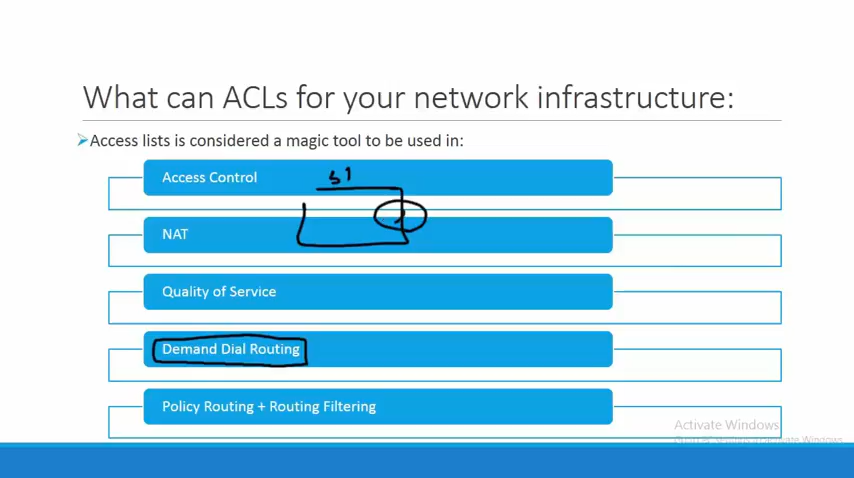 What can ACLs for your network infrastructure:
Access lists is considered a magic tool to be used in:
Access Control
NAT
Quality of Service
Demand Dial Routing
Policy Routing + Routing Filtering
Activate Windows